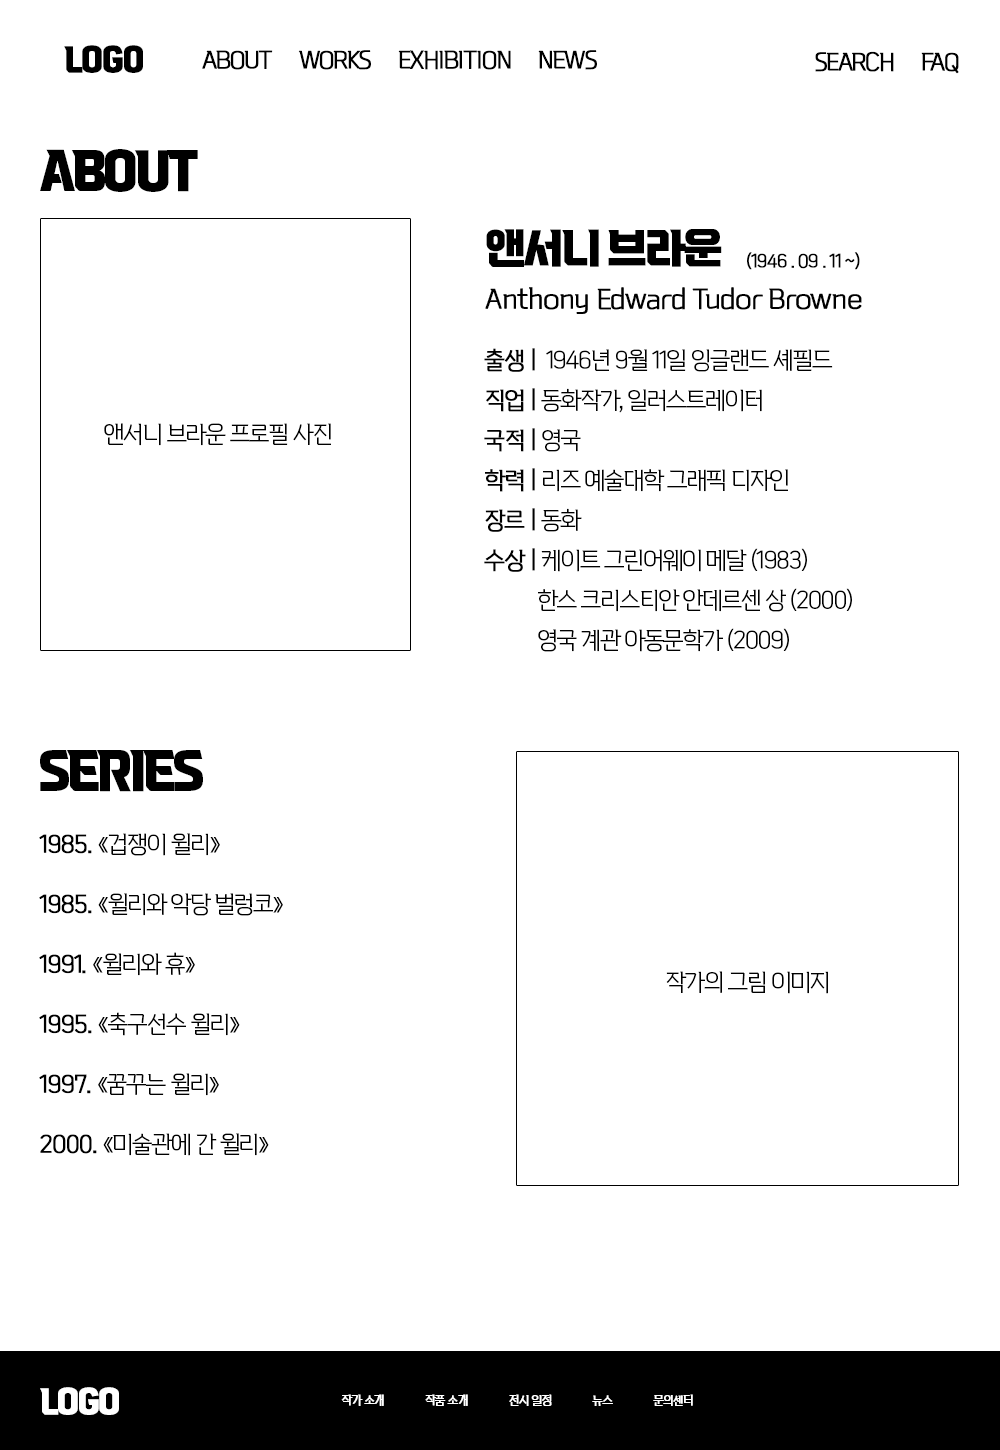 LOGO ABOUT WORKS EXHIBITION NEWS SEARCH FAQ
ABOUT
앤서니 브라운 프로필 사진
앤서니 브라운 (1946 . 09 . 11 ~)
Anthony Edward Tudor Browne
출생 | 1946년 9월 11일 잉글랜드 셰필드
직업 | 동화작가, 일러스트레이터
국적 | 영국
학력 | 리즈 예술대학 그래픽 디자인
장르 | 동화
수상 | 케이트 그린어웨이 메달 (1983)
한스 크리스티안 안데르센 상 (2000)
영국 계관 아동문학가 (2009)
SERIES
1985. 《겁쟁이 윌리》
1985. 《윌리와 악당 벌렁코》
1991. 《윌리와 휴》
1995. 《축구선수 윌리》
1997. 《꿈꾸는 윌리》
2000. 《미술관에 간 윌리》
작가의 그림 이미지
LOGO 작가 소개 작품 소개 전시 일정 뉴스 문의센터